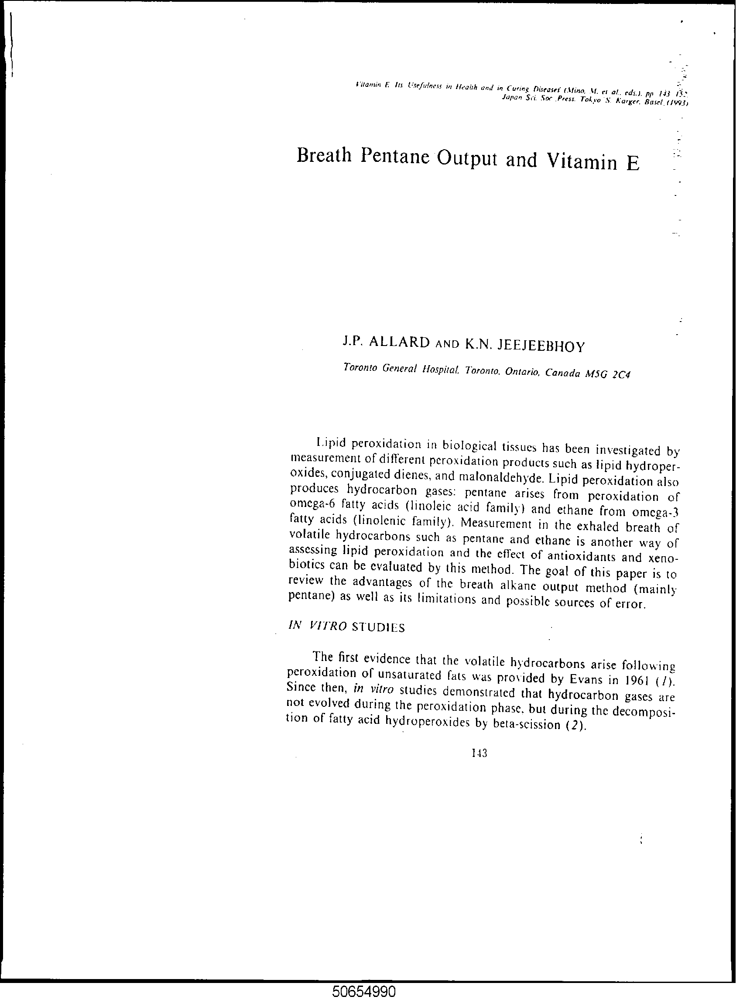 Vitamin E. Its Usefulness in Health and in Curing Diseases (Mino, M. et al., eds.), pp. 143
Japan Sci. Soc. Press, Tokyo S. Karger, Basel (1993)
Breath Pentane Output and Vitamin E
J.P. ALLARD AND K.N. JEEJEEBHOY
Toronto General Hospital, Toronto, Ontario, Canada M5G 2C4
Lipid peroxidation in biological tissues has been investigated by
measurement of different peroxidation products such as lipid hydroper-
oxides, conjugated dienes, and malonaldehyde. Lipid peroxidation also
produces hydrocarbon gases: pentane arises from peroxidation of
omega-6 fatty acids (linoleic acid family) and ethane from omega-3
fatty acids (linolenic family). Measurement in the exhaled breath of
volatile hydrocarbons such as pentane and ethane is another way of
assessing lipid peroxidation and the effect of antioxidants and xeno-
biotics can be evaluated by this method. The goal of this paper is to
review the advantages of the breath alkane output method (mainly
pentane) as well as its limitations and possible sources of error.
IN VITRO STUDIES
The first evidence that the volatile hydrocarbons arise following
peroxidation of unsaturated fats was provided by Evans in 1961 (1).
Since then, in vitro studies demonstrated that hydrocarbon gases are
not evolved during the peroxidation phase, but during the decomposi-
tion of fatty acid hydroperoxides by beta-scission (2).
143
50654990